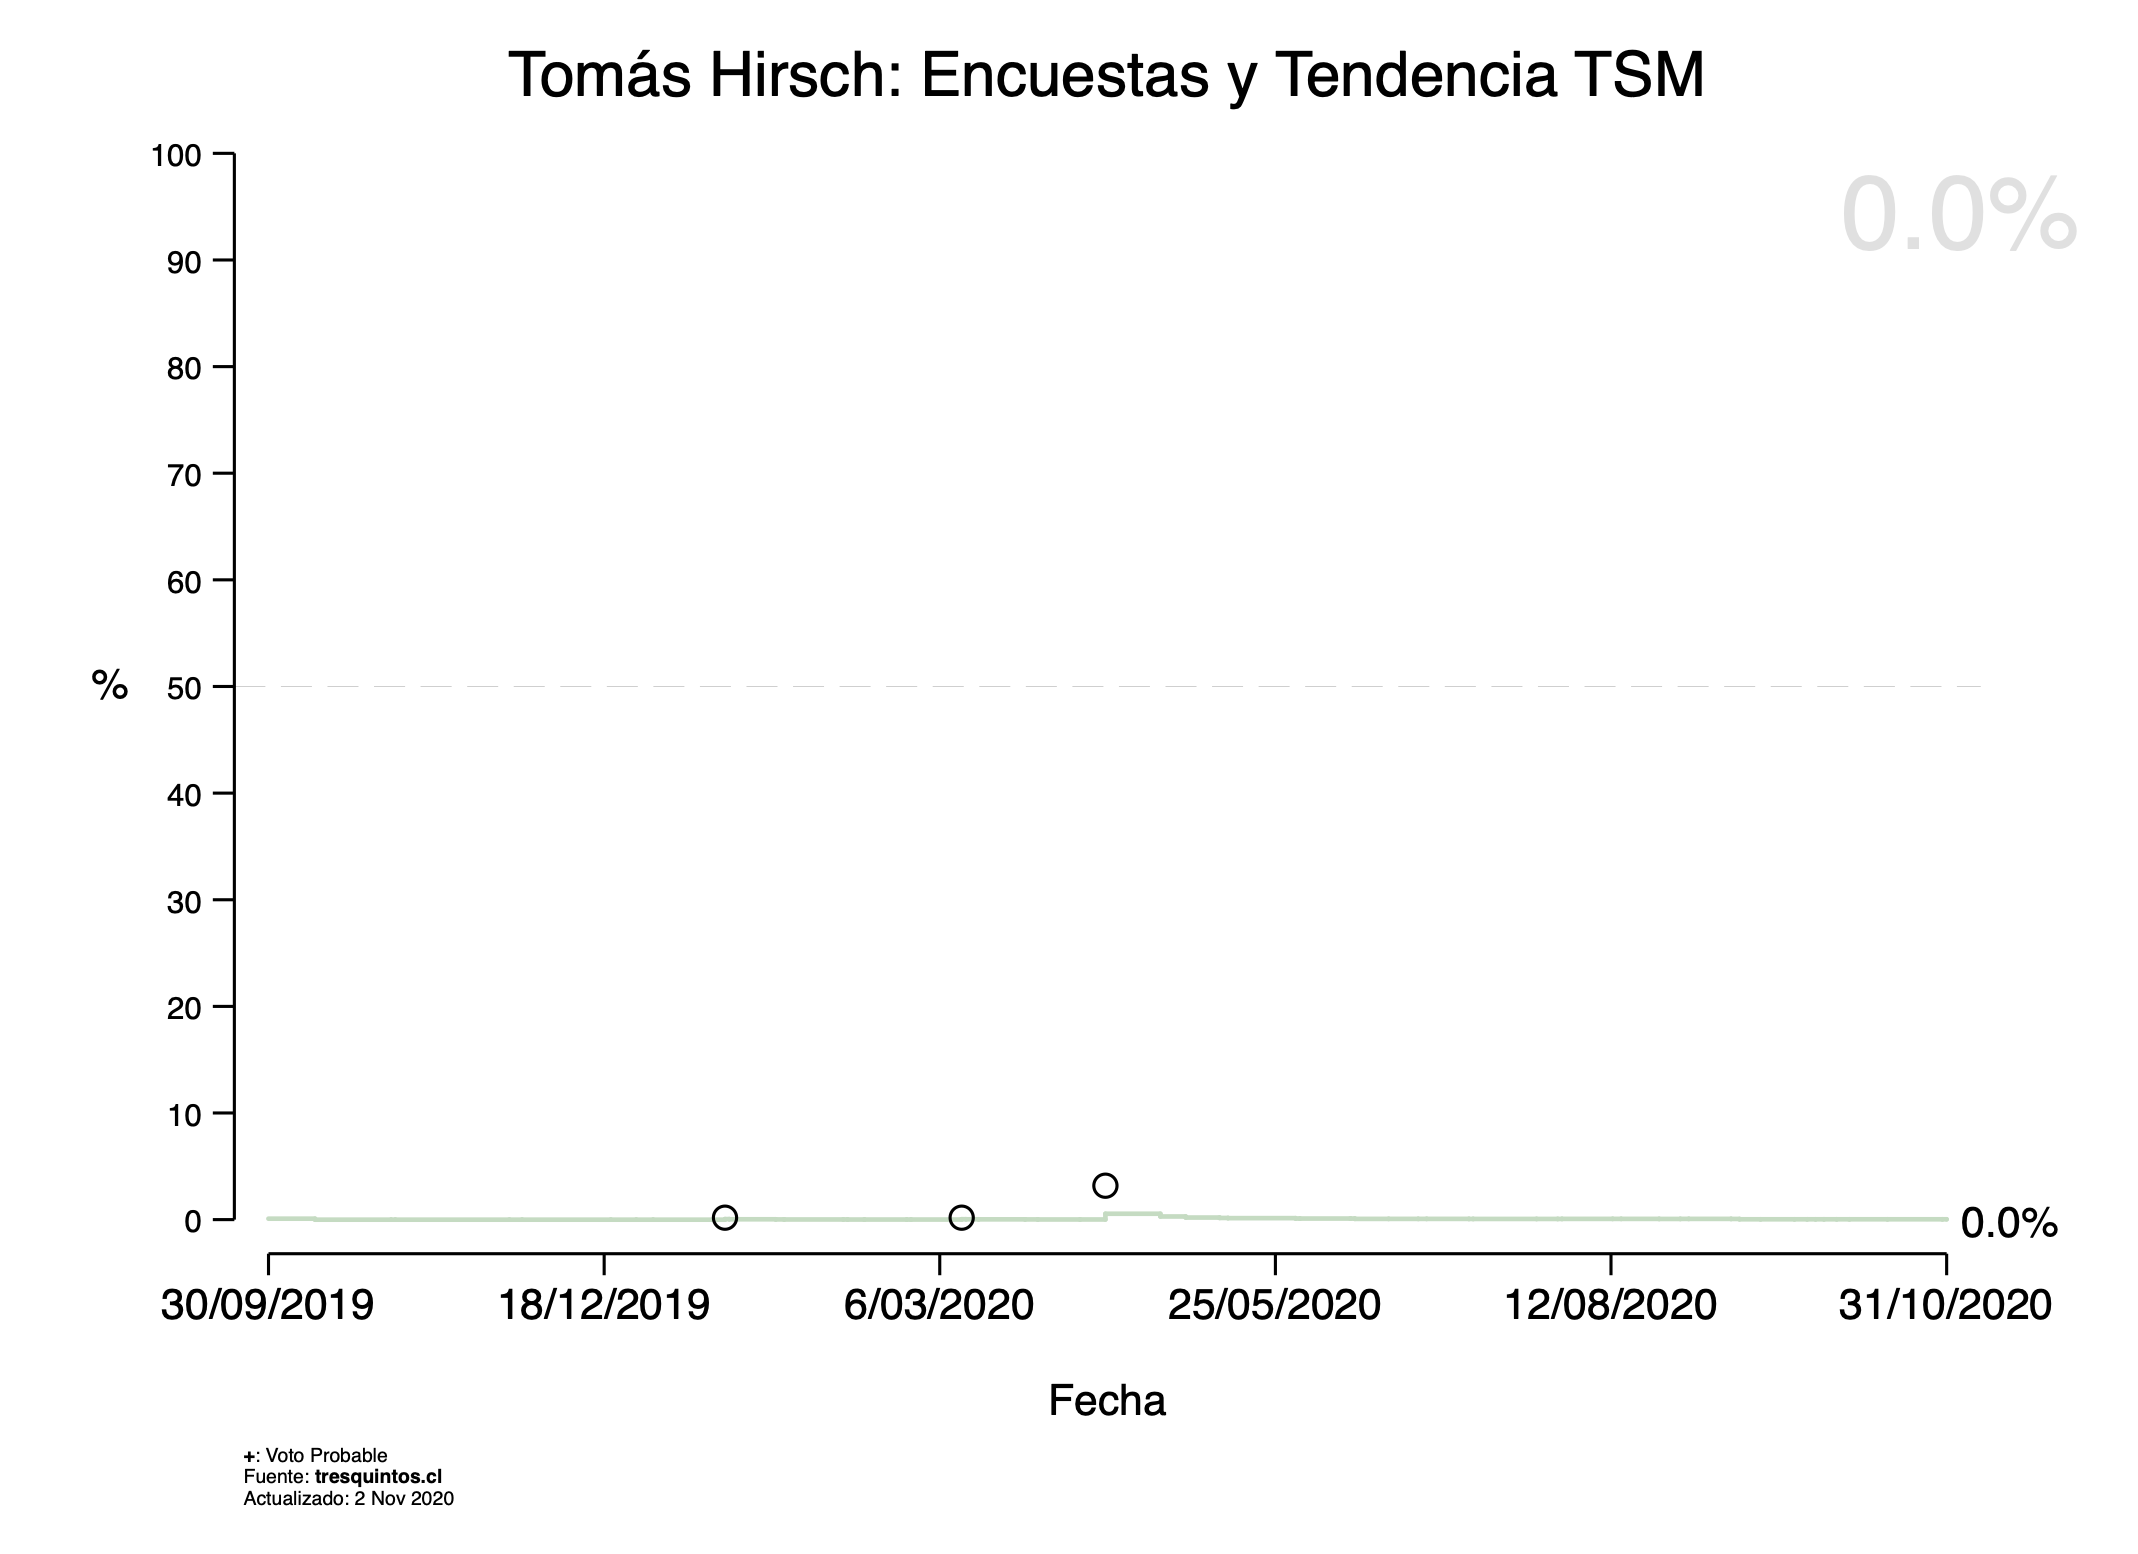 Tomás Hirsch: Encuestas y Tendencia TSM
0.0%
100
90
80
70
60
%
50
40
30
20
10
0
0.0%
30/09/2019 18/12/2019 6/03/2020 25/05/2020 12/08/2020 31/10/2020
Fecha
+: Voto Probable
Fuente: tresquintos.cl
Actualizado: 2 Nov 2020